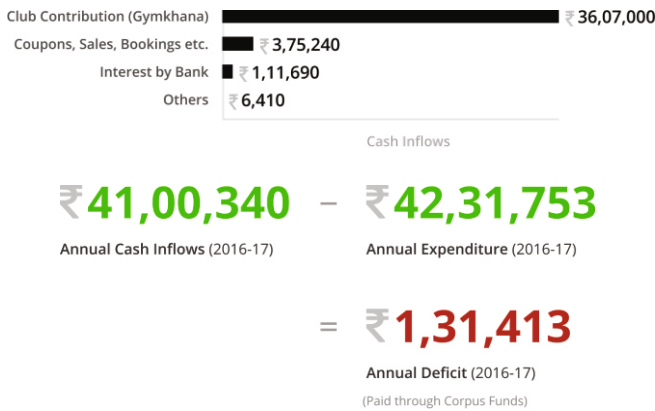 Club Contribution (Gymkhana) ₹ 36,07,000
Coupons, Sales, Bookings etc. ₹ 3,75,240
Interest by Bank ₹ 1,11,690
Others ₹ 6,410
Cash Inflows
₹ 41,00,340 – ₹ 42,31,753
Annual Cash Inflows (2016-17) Annual Expenditure (2016-17)
= ₹ 1,31,413
Annual Deficit (2016-17)
(Paid through Corpus Funds)